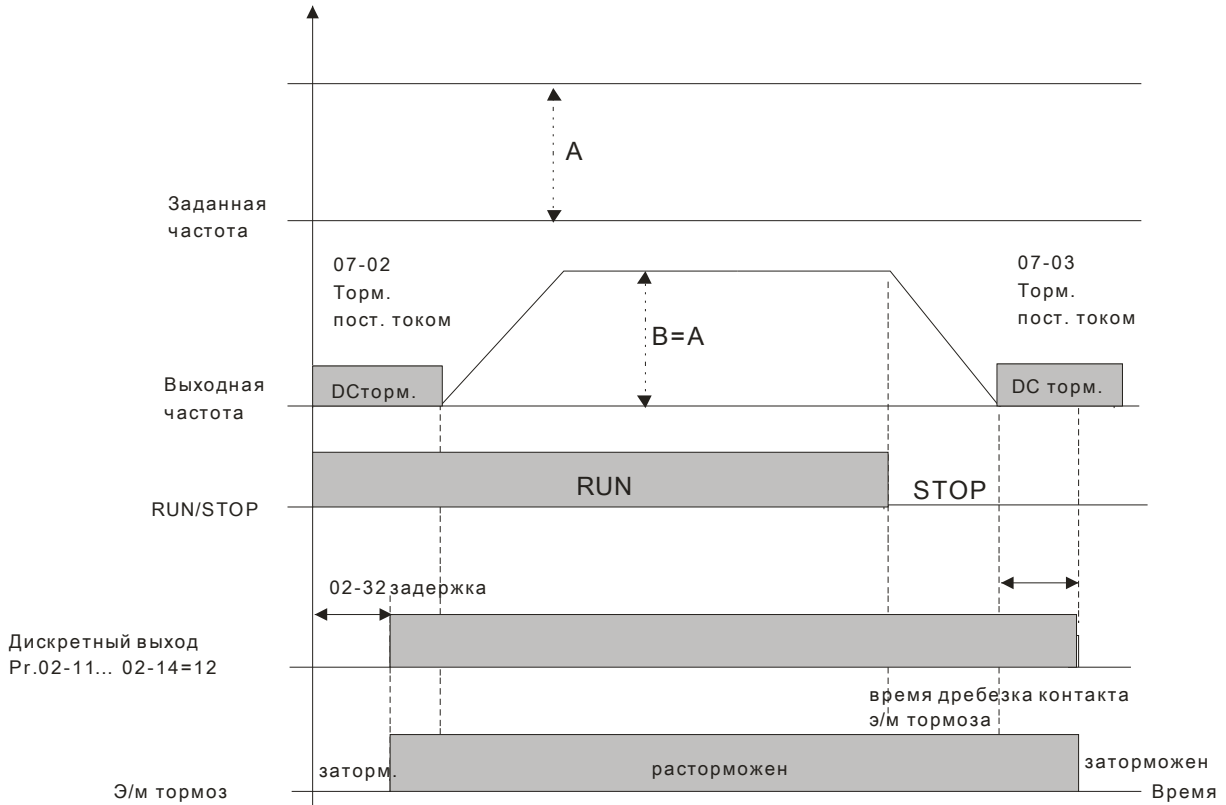 A
Заданная
частота
07-02
Торм.
пост. током
07-03
Торм.
пост. током
B=A
Выходная
частота
DCторм.
DC торм.
RUN
STOP
RUN/STOP
02-32 задержка
Дискретный выход
Pr.02-11... 02-14=12
время дребезка контакта
э/м тормоза
заторм.
расторможен
заторможен
Э/м тормоз
Время